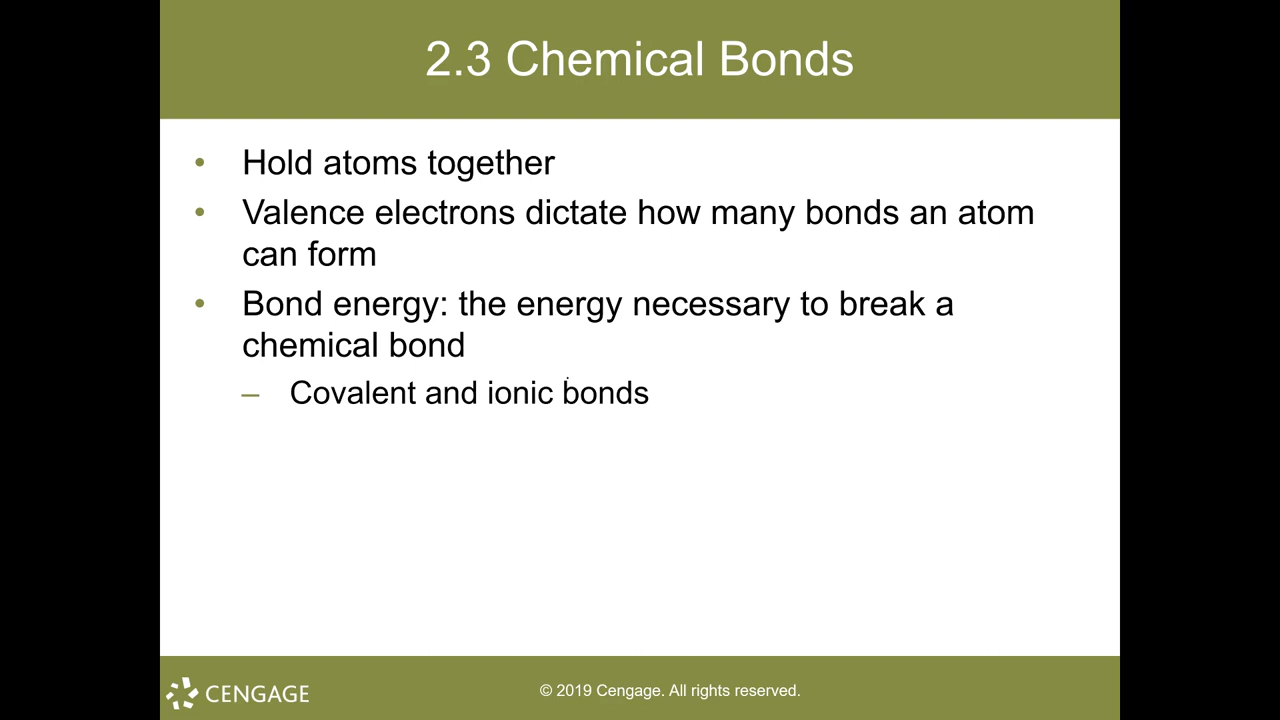 2.3 Chemical Bonds
• Hold atoms together
• Valence electrons dictate how many bonds an atom
can form
• Bond energy: the energy necessary to break a
chemical bond
– Covalent and ionic bonds
CENGAGE
© 2019 Cengage. All rights reserved.